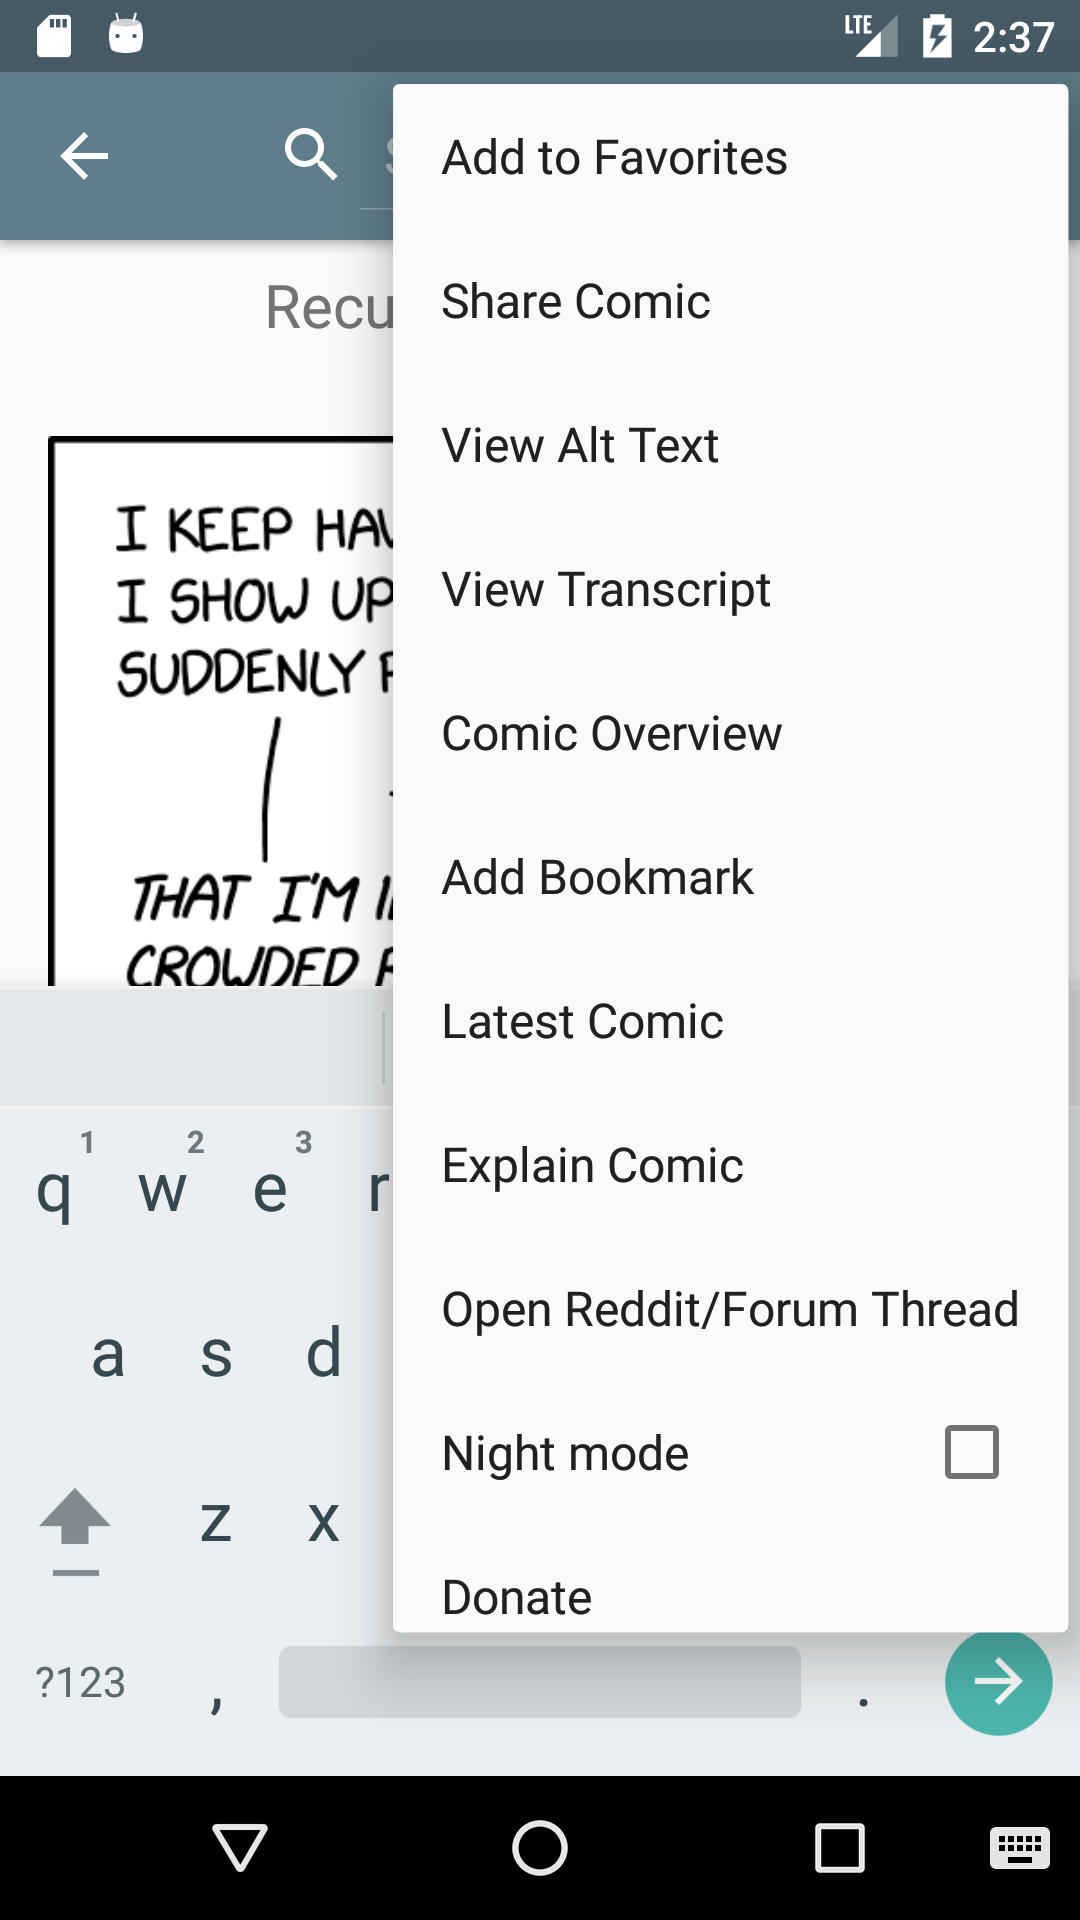 LTE 2:37
Add to Favorites
Share Comic
View Alt Text
View Transcript
Comic Overview
Add Bookmark
Latest Comic
Explain Comic
Open Reddit/Forum Thread
Night mode
Donate
Recu
I KEEP HAV
I SHOW UP
SUDDENLY
THAT I'M I
CROWDED
1 2 3
q w e r
a s d
z x
?123 , .